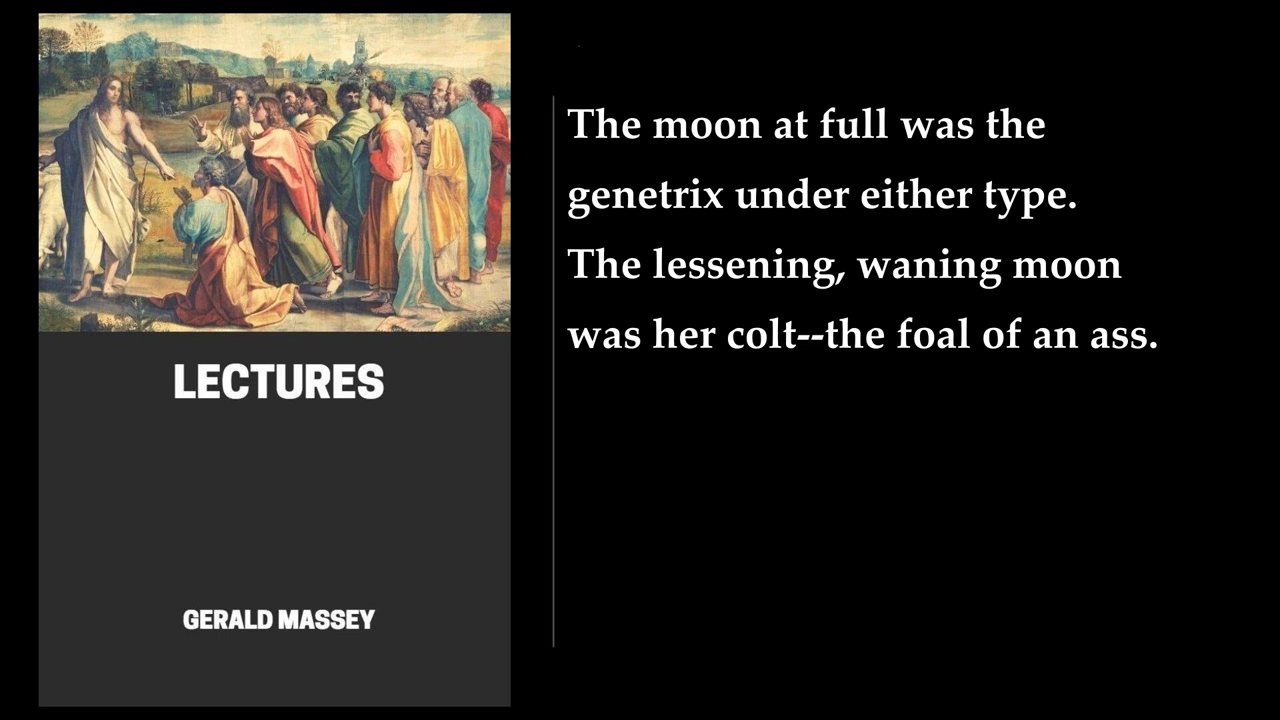 LECTURES
GERALD MASSEY
The moon at full was the
genetrix under either type.
The lessening, waning moon
was her colt--the foal of an ass.